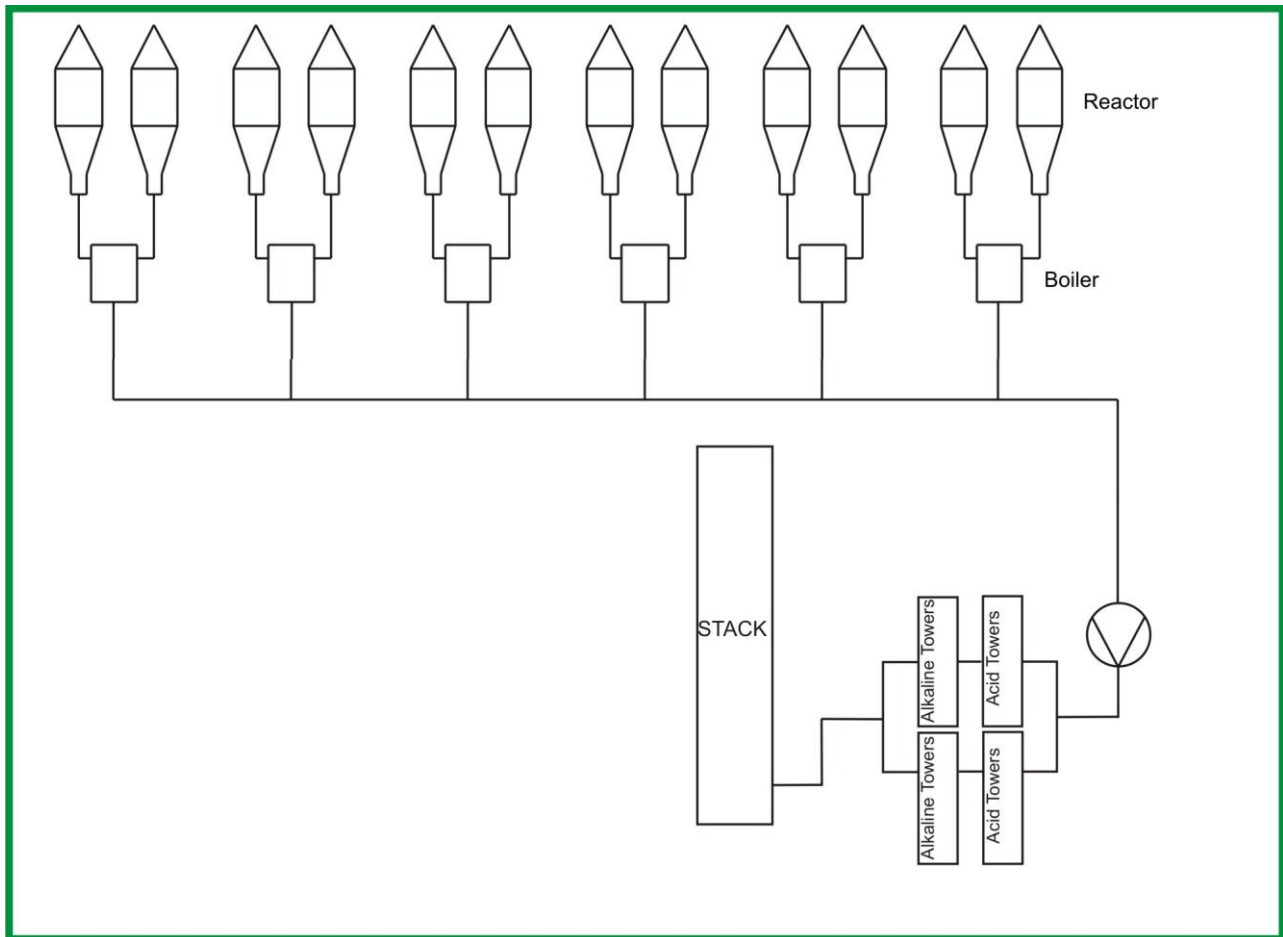 Reactor
Boiler
STACK
Alkaline Towers
Acid Towers
Alkaline Towers
Acid Towers